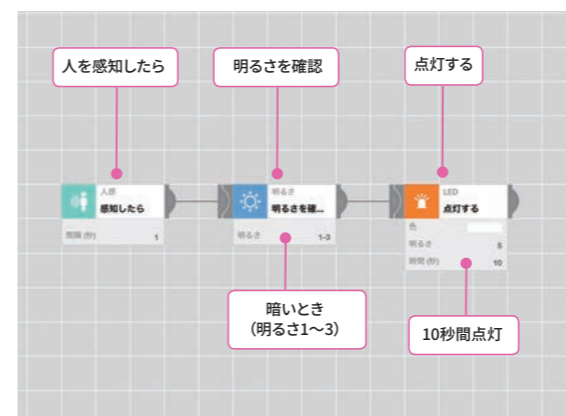 人を感知したら
明るさを確認
点灯する
人感
感知したら
明るさ
明るさを確...
LED
点灯する
間隔 (秒) 1
明るさ 1-3
色
明るさ 5
時間 (秒) 10
暗いとき
（明るさ1〜3）
10秒間点灯